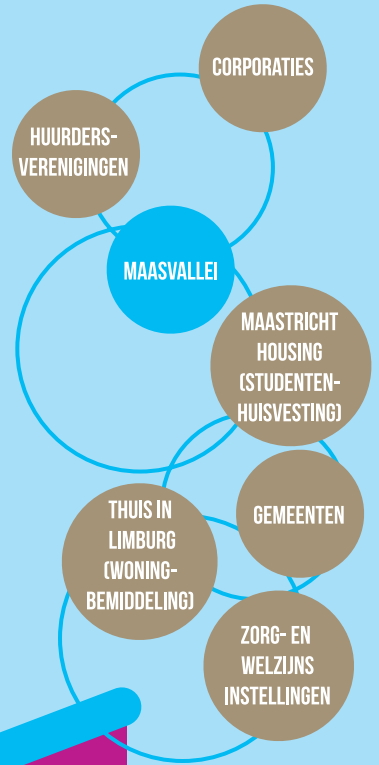 CORPORATIES
HUURDERS-
VERENIGINGEN
MAASVALLEI
MAASTRICHT
HOUSING
(STUDENTEN-
HUISVESTING)
GEMEENTEN
THUIS IN
LIMBURG
(WONING-
BEMIDDELING)
ZORG- EN
WELZIJNS
INSTELLINGEN